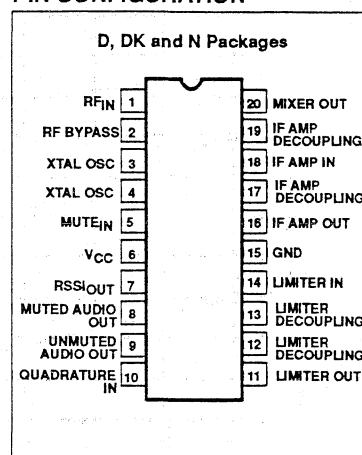 PIN CONFIGURATION
D, DK and N Packages
RFIN 1
RF BYPASS 2
XTAL OSC 3
XTAL OSC 4
MUTEIN 5
VCC 6
RSSIOUT 7
MUTED AUDIO
OUT 8
UNMUTED
AUDIO OUT 9
QUADRATURE
IN 10
20 MIXER OUT
19 IF AMP
DECOUPLING
18 IF AMP IN
17 IF AMP
DECOUPLING
16 IF AMP OUT
15 GND
14 LIMITER IN
13 LIMITER
DECOUPLING
12 LIMITER
DECOUPLING
11 LIMITER OUT